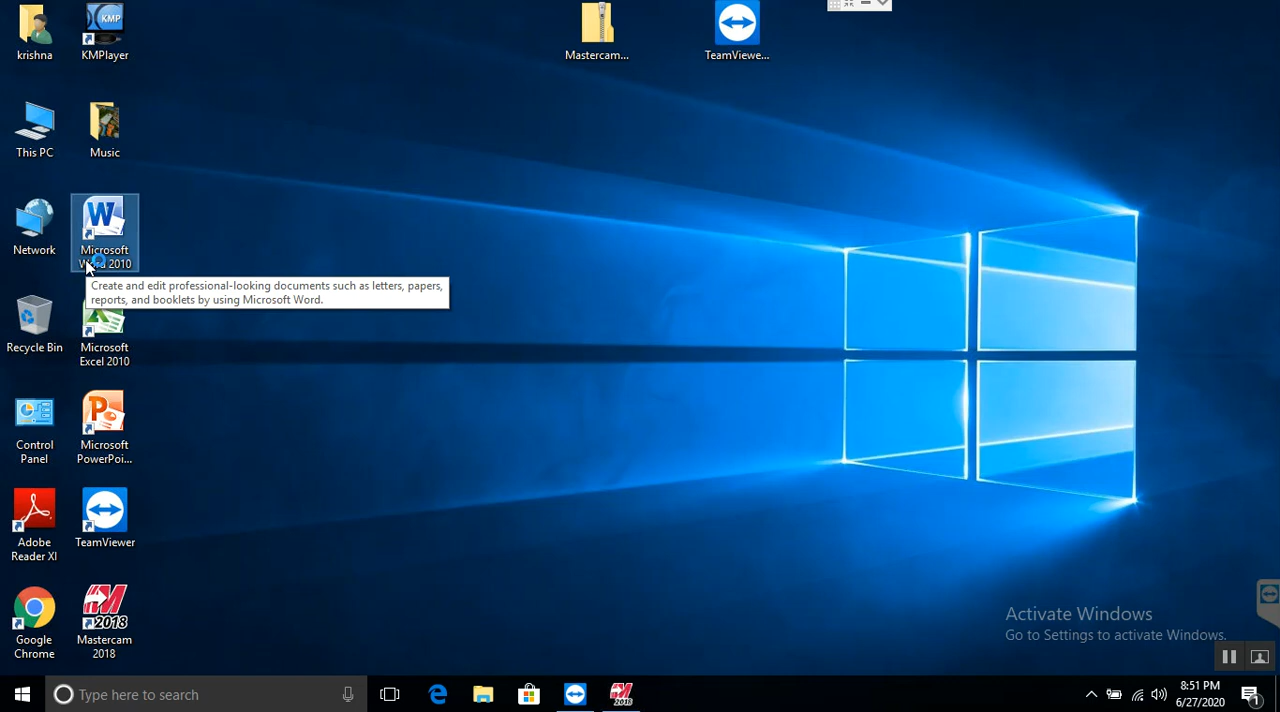 krishna
KMPlayer
KMP
Mastercam...
TeamViewe...
This PC
Music
Network
W
Microsoft
Word 2010
Create and edit professional-looking documents such as letters, papers,
reports, and booklets by using Microsoft Word.
Recycle Bin
Microsoft
Excel 2010
Control
Panel
P
Microsoft
PowerPoi...
Adobe
Reader XI
TeamViewer
Google
Chrome
2018
Mastercam
2018
Activate Windows
Go to Settings to activate Windows.
Type here to search
2018
8:51 PM
6/27/2020
1